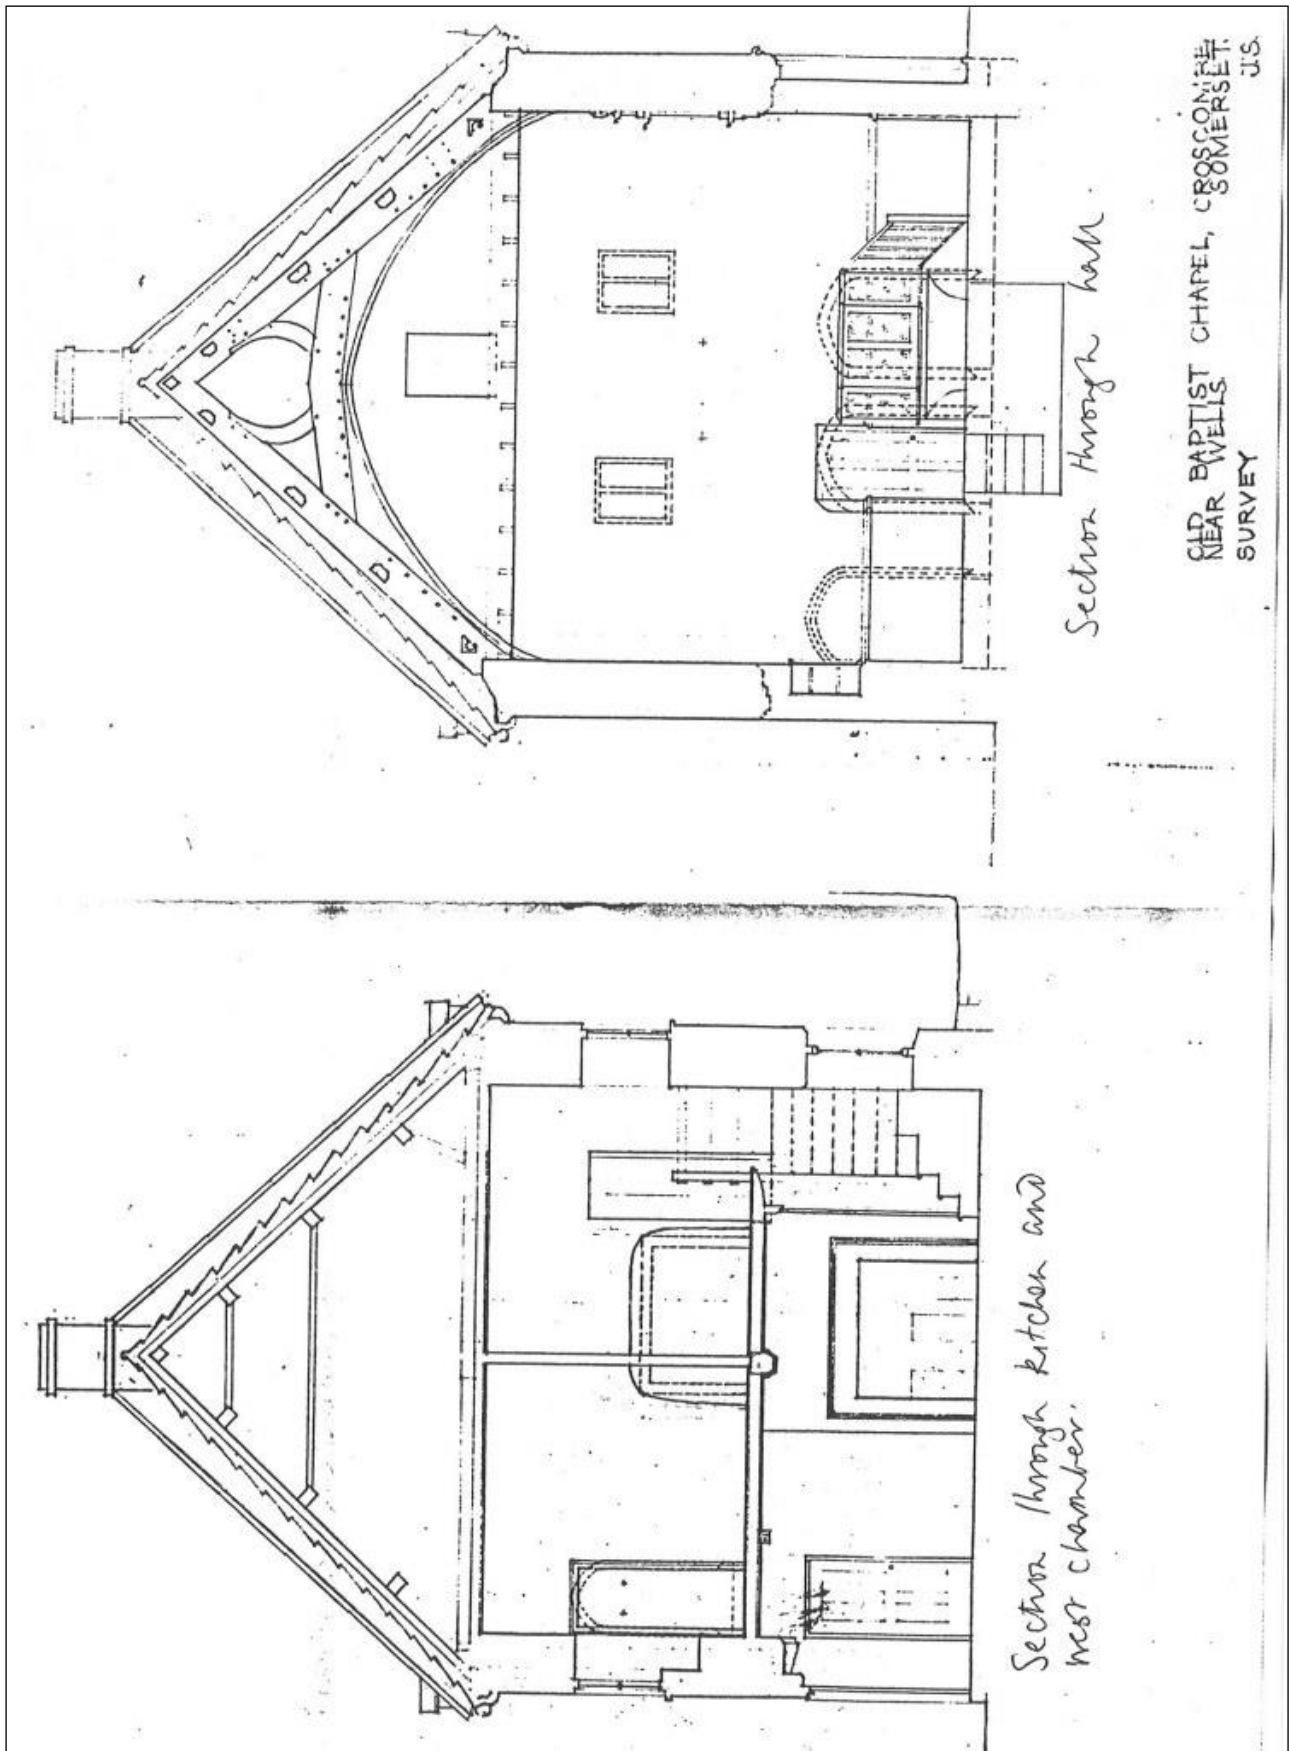 Section through kitchen and
west chamber.
Section through hall.
OLD BAPTIST CHAPEL, CROSCOMBE,
NEAR WELLS. SOMERSET.
SURVEY J.S.